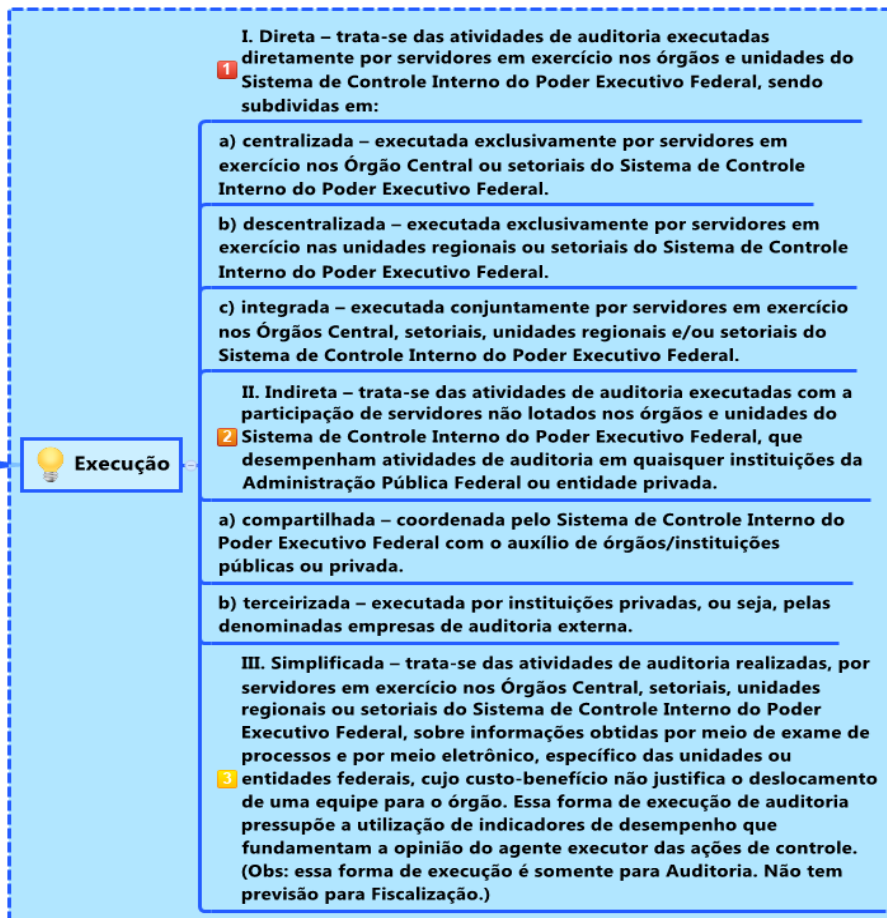 I. Direta – trata-se das atividades de auditoria executadas
1 diretamente por servidores em exercício nos órgãos e unidades do
Sistema de Controle Interno do Poder Executivo Federal, sendo
subdividas em:
a) centralizada – executada exclusivamente por servidores em
exercício nos Órgão Central ou setoriais do Sistema de Controle
Interno do Poder Executivo Federal.
b) descentralizada – executada exclusivamente por servidores em
exercício nas unidades regionais ou setoriais do Sistema de Controle
Interno do Poder Executivo Federal.
c) integrada – executada conjuntamente por servidores em exercício
nos Órgãos Central, setoriais, unidades regionais e/ou setoriais do
Sistema de Controle Interno do Poder Executivo Federal.
II. Indireta – trata-se das atividades de auditoria executadas com a
participação de servidores não lotados nos órgãos e unidades do
2 Sistema de Controle Interno do Poder Executivo Federal, que
desempenham atividades de auditoria em quaisquer instituições da
Administração Pública Federal ou entidade privada.
Execução
a) compartilhada – coordenada pelo Sistema de Controle Interno do
Poder Executivo Federal com o auxílio de órgãos/instituições
públicas ou privada.
b) terceirizada – executada por instituições privadas, ou seja, pelas
denominadas empresas de auditoria externa.
III. Simplificada – trata-se das atividades de auditoria realizadas, por
servidores em exercício nos Órgãos Central, setoriais, unidades
regionais ou setoriais do Sistema de Controle Interno do Poder
Executivo Federal, sobre informações obtidas por meio de exame de
processos e por meio eletrônico, específico das unidades ou
3 entidades federais, cujo custo-benefício não justifica o deslocamento
de uma equipe para o órgão. Essa forma de execução de auditoria
pressupõe a utilização de indicadores de desempenho que
fundamentam a opinião do agente executor das ações de controle.
(Obs: essa forma de execução é somente para Auditoria. Não tem
previsão para Fiscalização.)